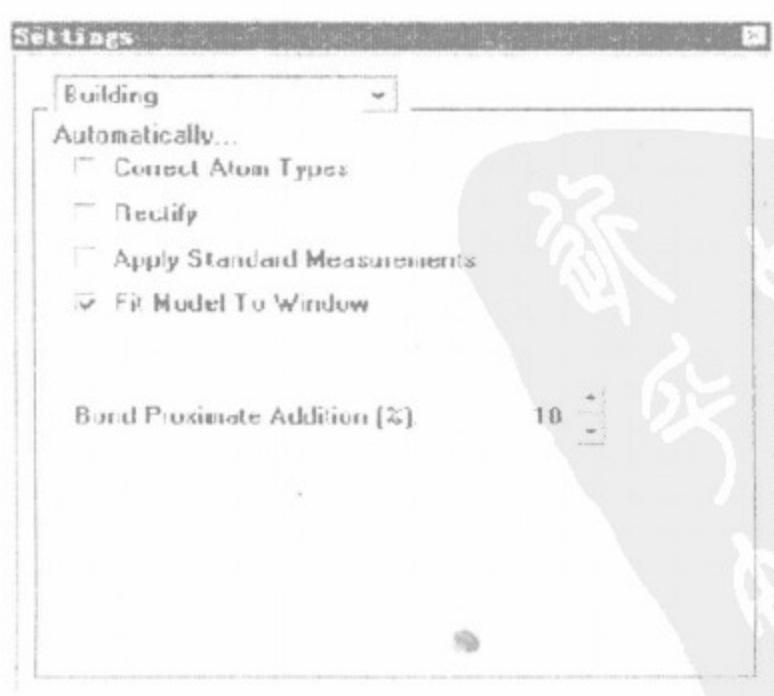 Settings
Building
Automatically...
Correct Atom Types
Rectify
Apply Standard Measurements
Fit Model To Window
Bond Proximate Addition (%).
10